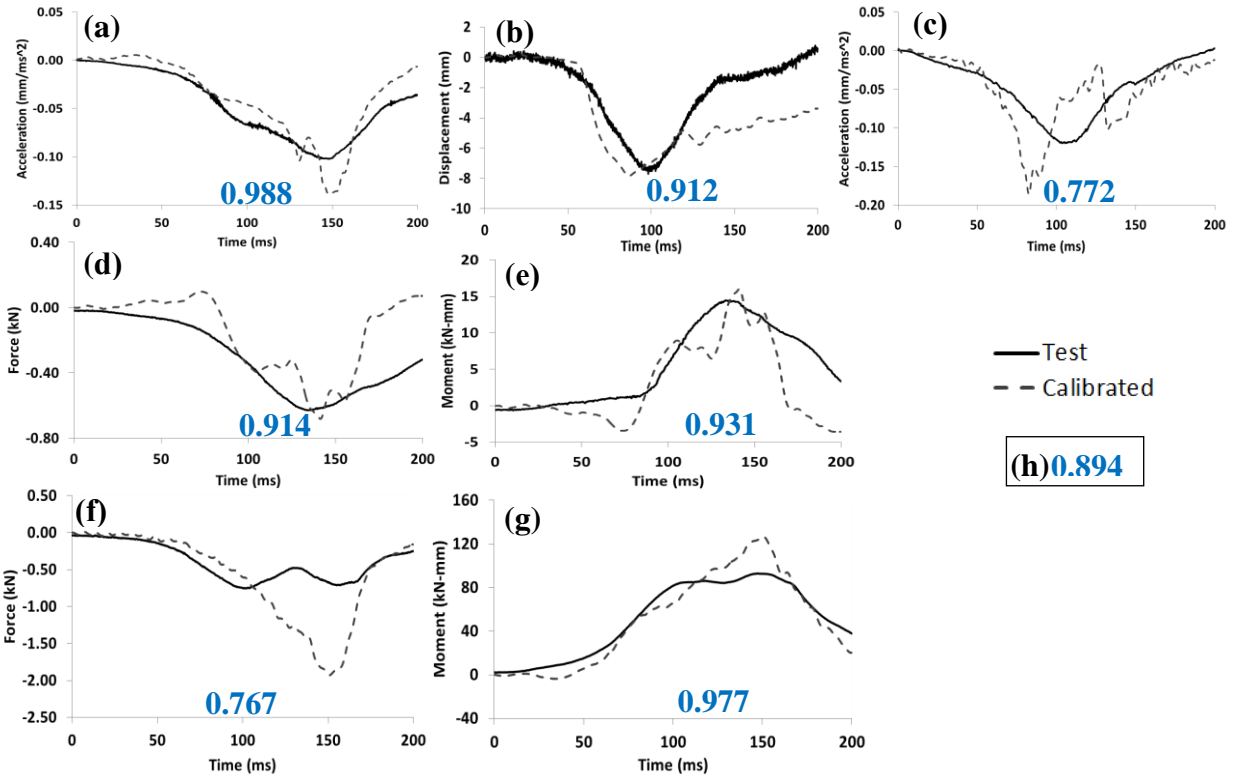 (a)
0.05
0.00
-0.05
-0.10
-0.15
Acceleration (mm/ms^2)
0.988
0 50 100 150 200
Time (ms)
(b)
2
0
-2
-4
-6
-8
-10
Displacement (mm)
0.912
0 50 100 150 200
Time (ms)
(c)
0.05
0.00
-0.05
-0.10
-0.15
-0.20
Acceleration (mm/ms^2)
0.772
0 50 100 150 200
Time (ms)
(d)
0.40
0.00
-0.40
-0.80
Force (kN)
0.914
0 50 100 150 200
Time (ms)
(e)
20
15
10
5
0
-5
Moment (kN-mm)
0.931
0 50 100 150 200
Time (ms)
Test
Calibrated
(h) 0.894
(f)
0.50
0.00
-0.50
-1.00
-1.50
-2.00
-2.50
Force (kN)
0.767
0 50 100 150 200
Time (ms)
(g)
160
120
80
40
0
-40
Moment (kN-mm)
0.977
0 50 100 150 200
Time (ms)